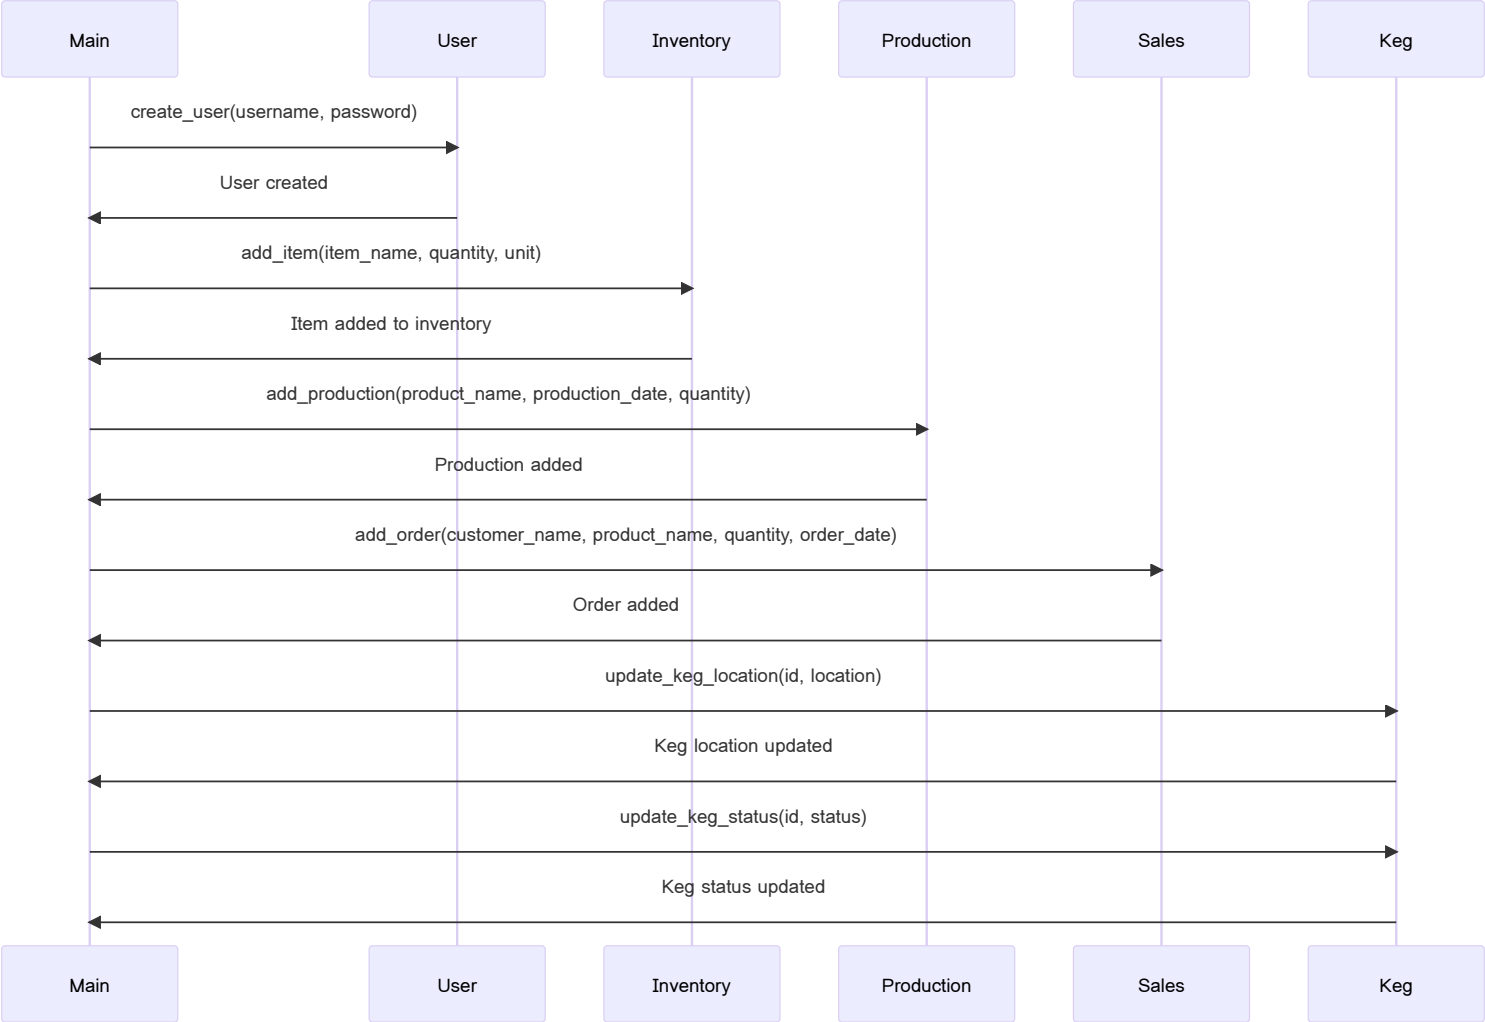 Main
User
Inventory
Production
Sales
Keg
create_user(username, password)
User created
add_item(item_name, quantity, unit)
Item added to inventory
add_production(product_name, production_date, quantity)
Production added
add_order(customer_name, product_name, quantity, order_date)
Order added
update_keg_location(id, location)
Keg location updated
update_keg_status(id, status)
Keg status updated
Main
User
Inventory
Production
Sales
Keg